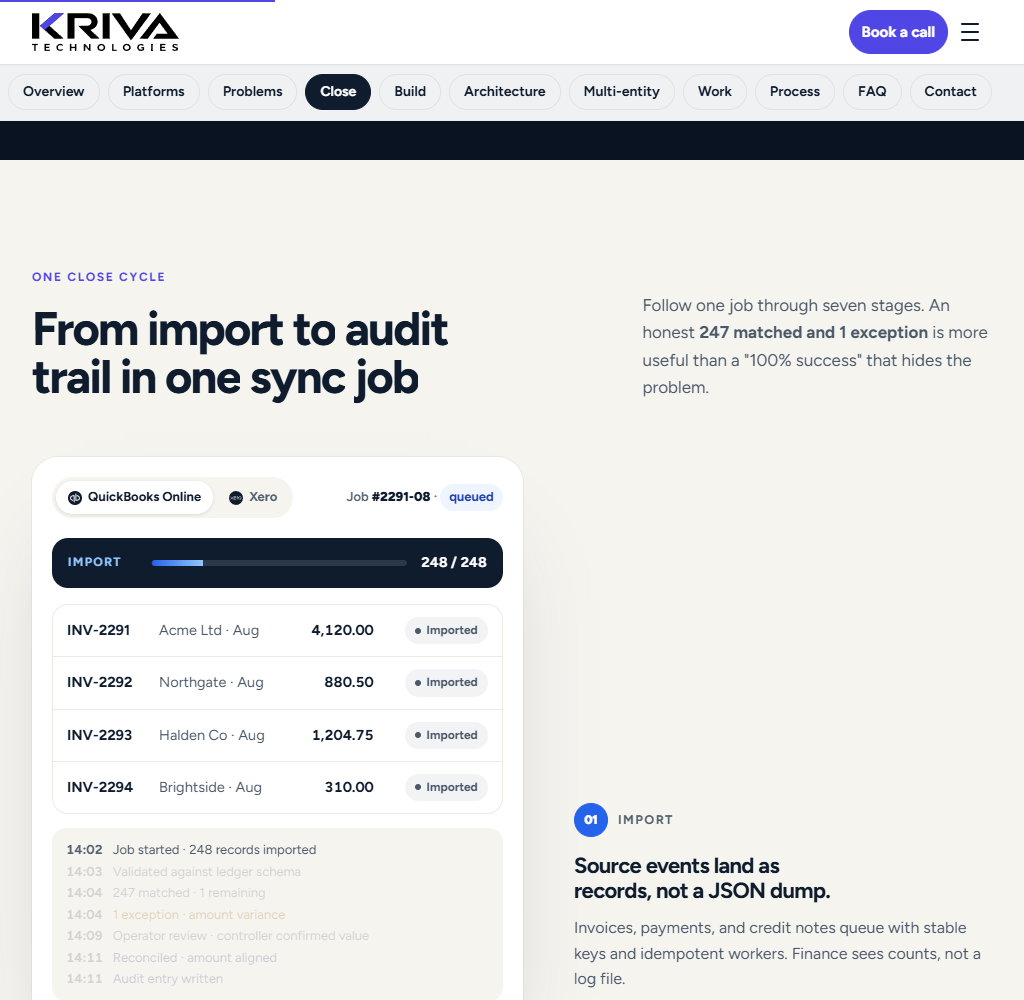 KRIVA
TECHNOLOGIES
Book a call
Overview
Platforms
Problems
Close
Build
Architecture
Multi-entity
Work
Process
FAQ
Contact
ONE CLOSE CYCLE
From import to audit
trail in one sync job
Follow one job through seven stages. An
honest 247 matched and 1 exception is more
useful than a "100% success" that hides the
problem.
QuickBooks Online
Xero
Job #2291-08 · queued
IMPORT 248 / 248
INV-2291 Acme Ltd · Aug 4,120.00 Imported
INV-2292 Northgate · Aug 880.50 Imported
INV-2293 Halden Co · Aug 1,204.75 Imported
INV-2294 Brightside · Aug 310.00 Imported
14:02 Job started · 248 records imported
14:03 Validated against ledger schema
14:04 247 matched · 1 remaining
14:04 1 exception · amount variance
14:09 Operator review · controller confirmed value
14:11 Reconciled · amount aligned
14:11 Audit entry written
01 IMPORT
Source events land as
records, not a JSON dump.
Invoices, payments, and credit notes queue with stable
keys and idempotent workers. Finance sees counts, not a
log file.